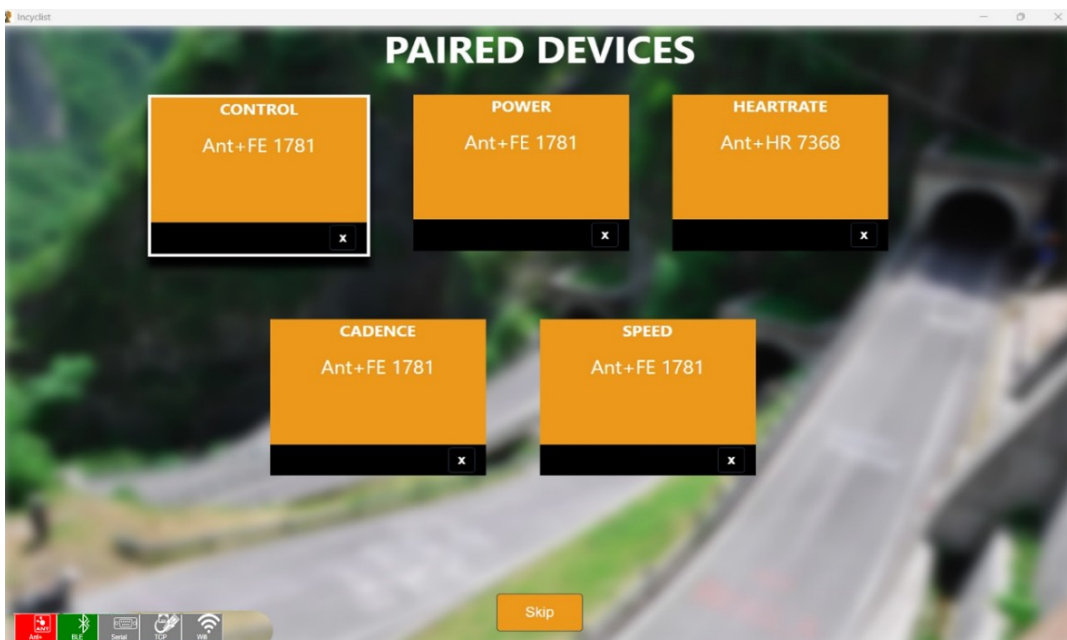 Incyclist
PAIRED DEVICES
CONTROL
Ant+FE 1781
x
POWER
Ant+FE 1781
x
HEARTRATE
Ant+HR 7368
x
CADENCE
Ant+FE 1781
x
SPEED
Ant+FE 1781
x
Skip
ANT
Ant+
BLE
Serial
TCP
Wifi